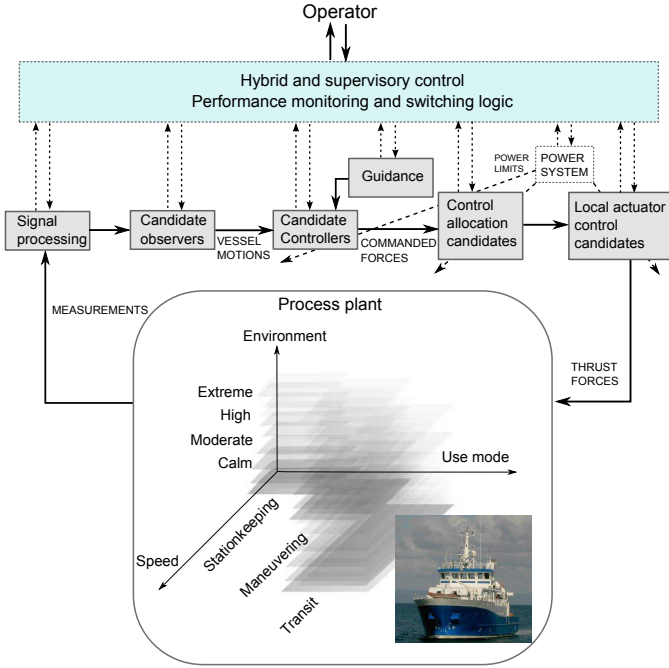 Operator
Hybrid and supervisory control
Performance monitoring and switching logic
POWER
LIMITS
POWER
SYSTEM
Guidance
Signal
processing
Candidate
observers
VESSEL
MOTIONS
Candidate
Controllers
COMMANDED
FORCES
Control
allocation
candidates
Local actuator
control
candidates
MEASUREMENTS
Process plant
THRUST
FORCES
Environment
Extreme
High
Moderate
Calm
Use mode
Speed
Stationkeeping
Maneuvering
Transit